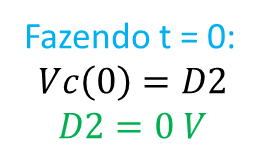 Fazendo t = 0:
Vc(0) = D2
D2 = 0 V